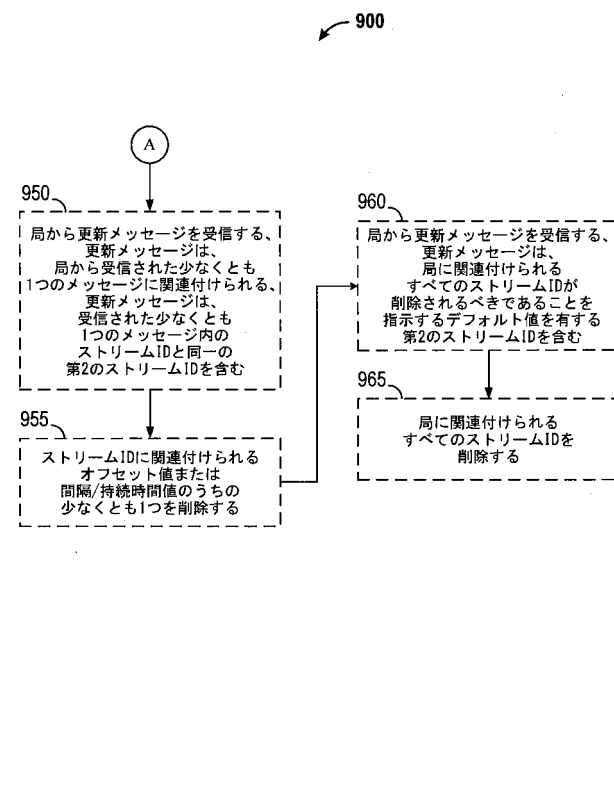 900
A
950
局から更新メッセージを受信する、
更新メッセージは、
局から受信された少なくとも
1つのメッセージに関連付けられる、
更新メッセージは、
受信された少なくとも
1つのメッセージ内の
ストリームIDと同一の
第2のストリームIDを含む
955
ストリームIDに関連付けられる
オフセット値または
間隔/持続時間値のうちの
少なくとも1つを削除する
960
局から更新メッセージを受信する、
更新メッセージは、
局に関連付けられる
すべてのストリームIDが
削除されるべきであることを
指示するデフォルト値を有する
第2のストリームIDを含む
965
局に関連付けられる
すべてのストリームIDを
削除する